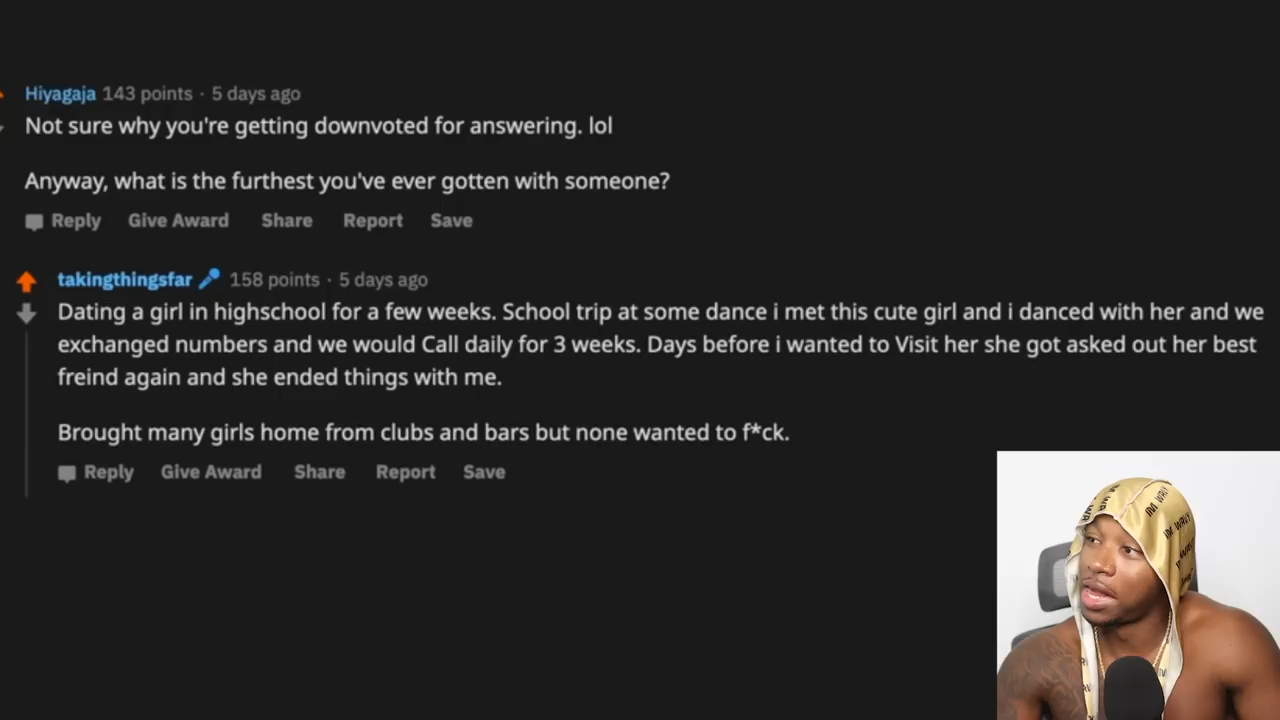 Hiyagaja 143 points · 5 days ago
Not sure why you're getting downvoted for answering. lol
Anyway, what is the furthest you've ever gotten with someone?
Reply Give Award Share Report Save
takingthingsfar 158 points · 5 days ago
Dating a girl in highschool for a few weeks. School trip at some dance i met this cute girl and i danced with her and we
exchanged numbers and we would Call daily for 3 weeks. Days before i wanted to Visit her she got asked out her best
freind again and she ended things with me.
Brought many girls home from clubs and bars but none wanted to f*ck.
Reply Give Award Share Report Save